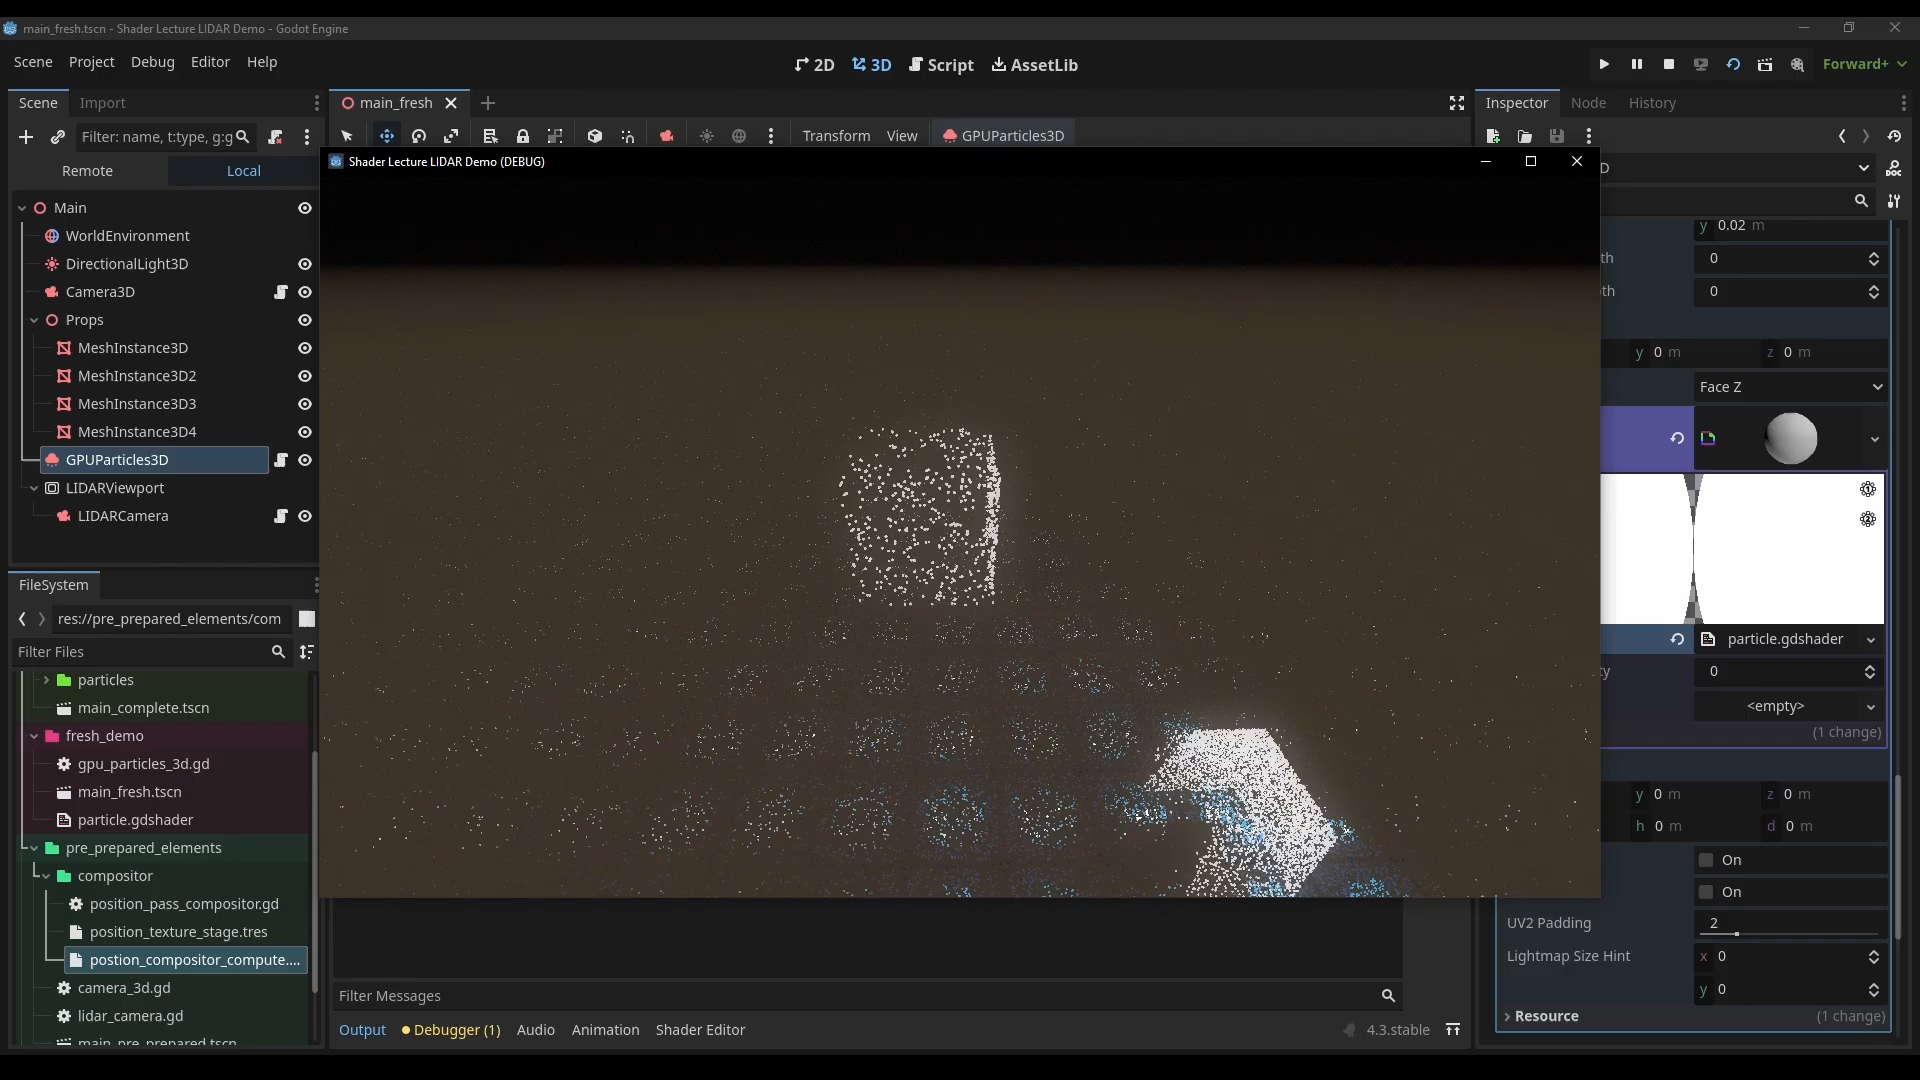 main_fresh.tscn - Shader Lecture LIDAR Demo - Godot Engine
Scene Project Debug Editor Help
2D 3D Script AssetLib
Forward+
Scene Import
main_fresh
Inspector Node History
Filter: name, t:type, g:g
Transform View GPUParticles3D
Remote Local
Shader Lecture LIDAR Demo (DEBUG)
D
Main
WorldEnvironment
DirectionalLight3D
Camera3D
Props
MeshInstance3D
MeshInstance3D2
MeshInstance3D3
MeshInstance3D4
GPUParticles3D
LIDARViewport
LIDARCamera
FileSystem
res://pre_prepared_elements/com
Filter Files
particles
main_complete.tscn
fresh_demo
gpu_particles_3d.gd
main_fresh.tscn
particle.gdshader
pre_prepared_elements
compositor
position_pass_compositor.gd
position_texture_stage.tres
postion_compositor_compute....
camera_3d.gd
lidar_camera.gd
main_pre_prepared.tscn
y 0.02 m
th 0
th 0
y 0 m z 0 m
Face Z
particle.gdshader
y 0
<empty>
(1 change)
y 0 m z 0 m
h 0 m d 0 m
On
On
UV2 Padding 2
Lightmap Size Hint x 0
y 0
Resource (1 change)
Filter Messages
Output Debugger (1) Audio Animation Shader Editor
4.3.stable